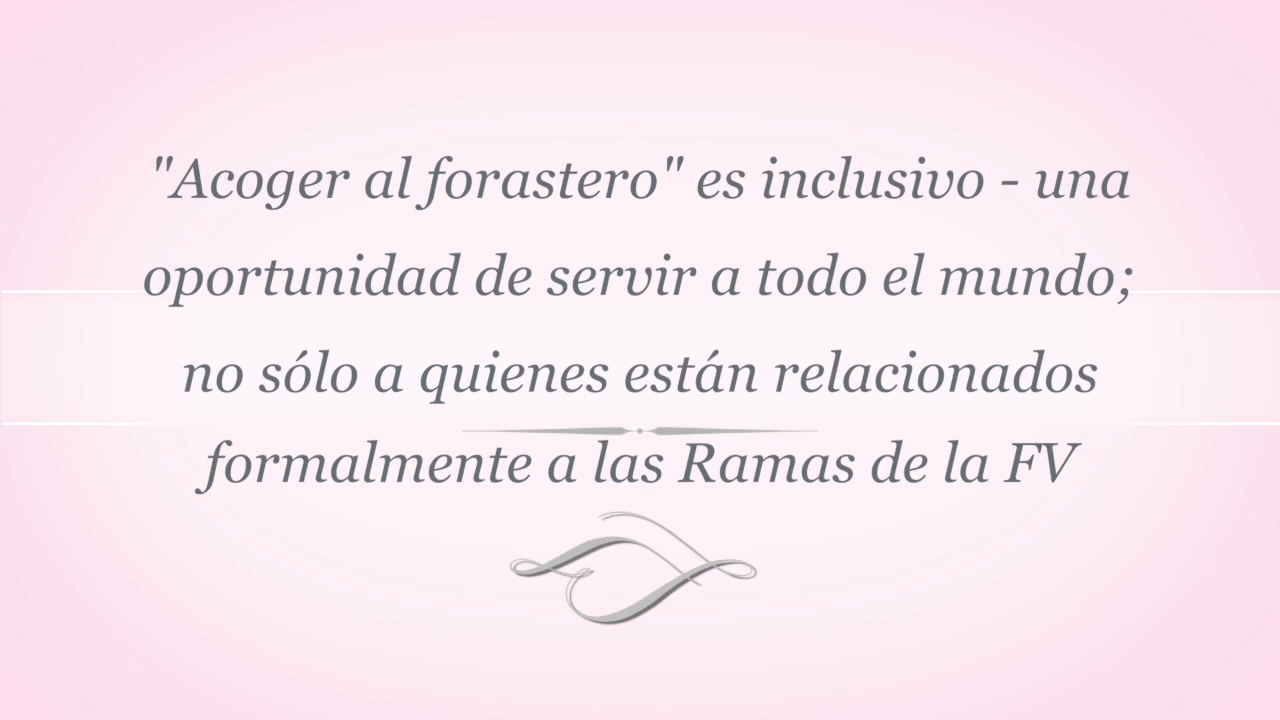 "Acoger al forastero" es inclusivo - una
oportunidad de servir a todo el mundo;
no sólo a quienes están relacionados
formalmente a las Ramas de la FV